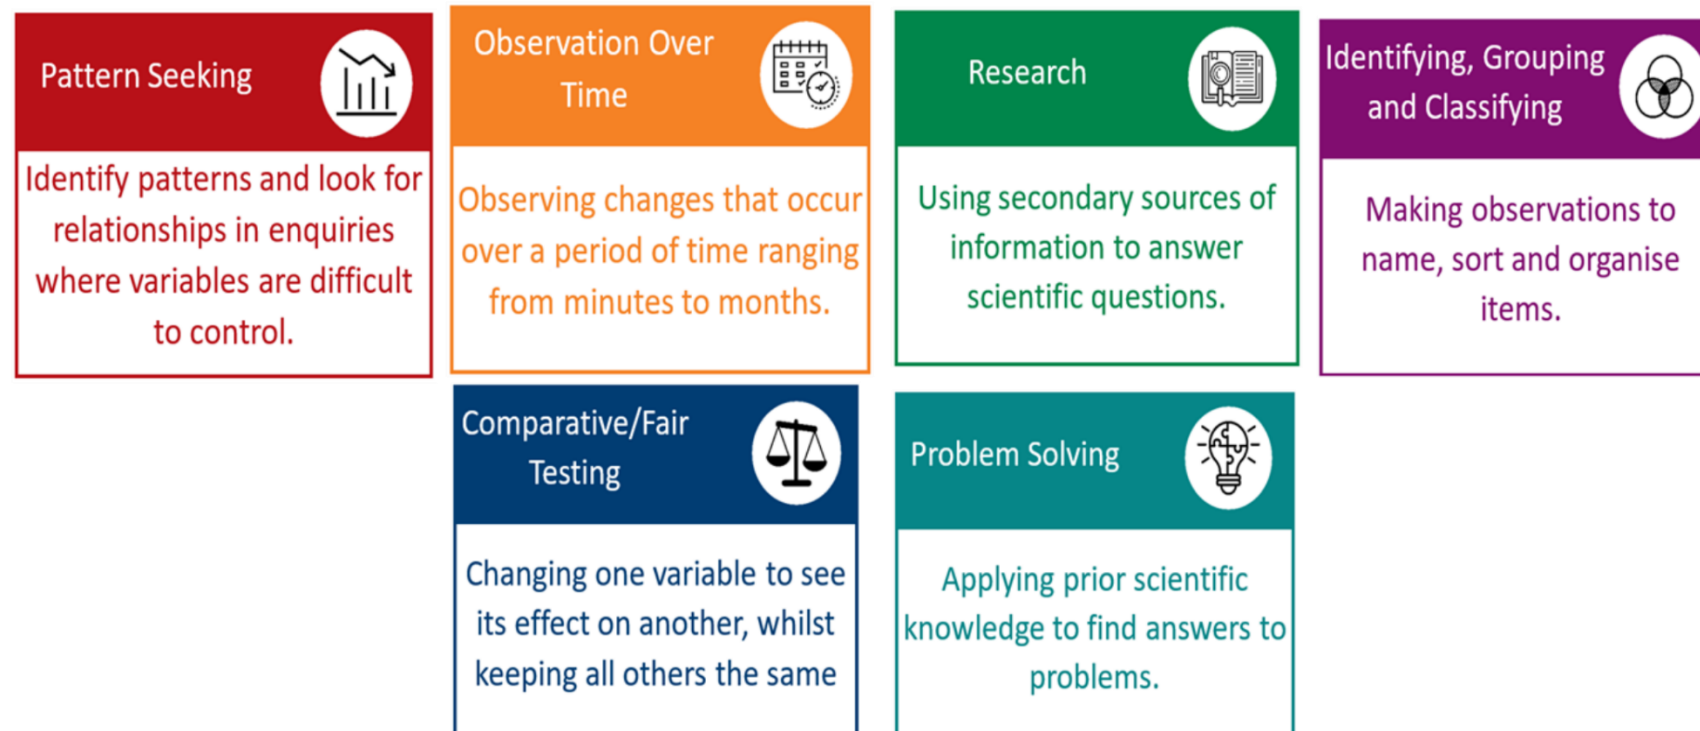 Pattern Seeking
Identify patterns and look for
relationships in enquiries
where variables are difficult
to control.
Observation Over
Time
Observing changes that occur
over a period of time ranging
from minutes to months.
Research
Using secondary sources of
information to answer
scientific questions.
Identifying, Grouping
and Classifying
Making observations to
name, sort and organise
items.
Comparative/Fair
Testing
Changing one variable to see
its effect on another, whilst
keeping all others the same
Problem Solving
Applying prior scientific
knowledge to find answers to
problems.